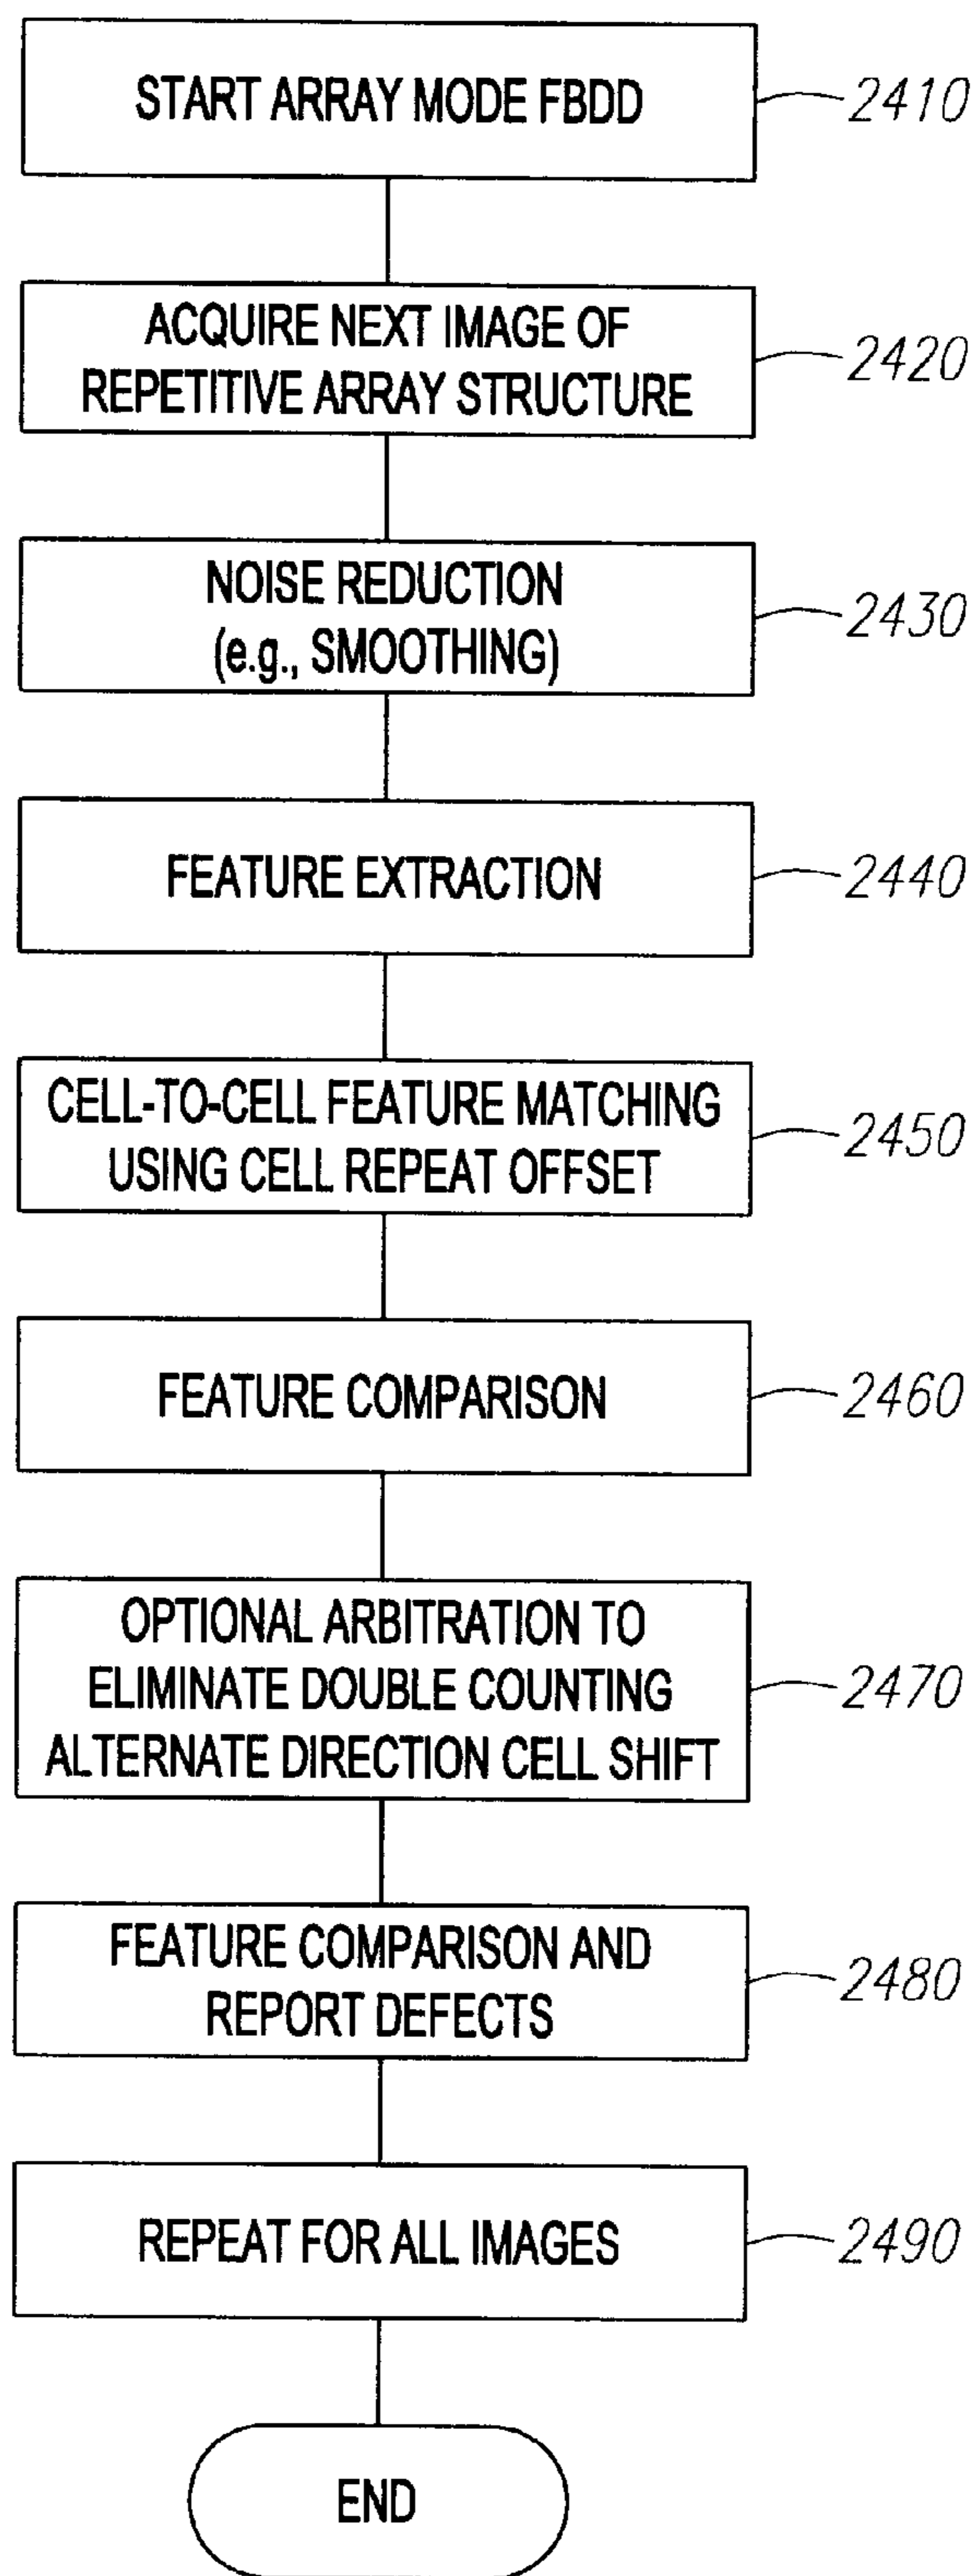 START ARRAY MODE FBDD
2410
ACQUIRE NEXT IMAGE OF
REPETITIVE ARRAY STRUCTURE
2420
NOISE REDUCTION
(e.g., SMOOTHING)
2430
FEATURE EXTRACTION
2440
CELL-TO-CELL FEATURE MATCHING
USING CELL REPEAT OFFSET
2450
FEATURE COMPARISON
2460
OPTIONAL ARBITRATION TO
ELIMINATE DOUBLE COUNTING
ALTERNATE DIRECTION CELL SHIFT
2470
FEATURE COMPARISON AND
REPORT DEFECTS
2480
REPEAT FOR ALL IMAGES
2490
END